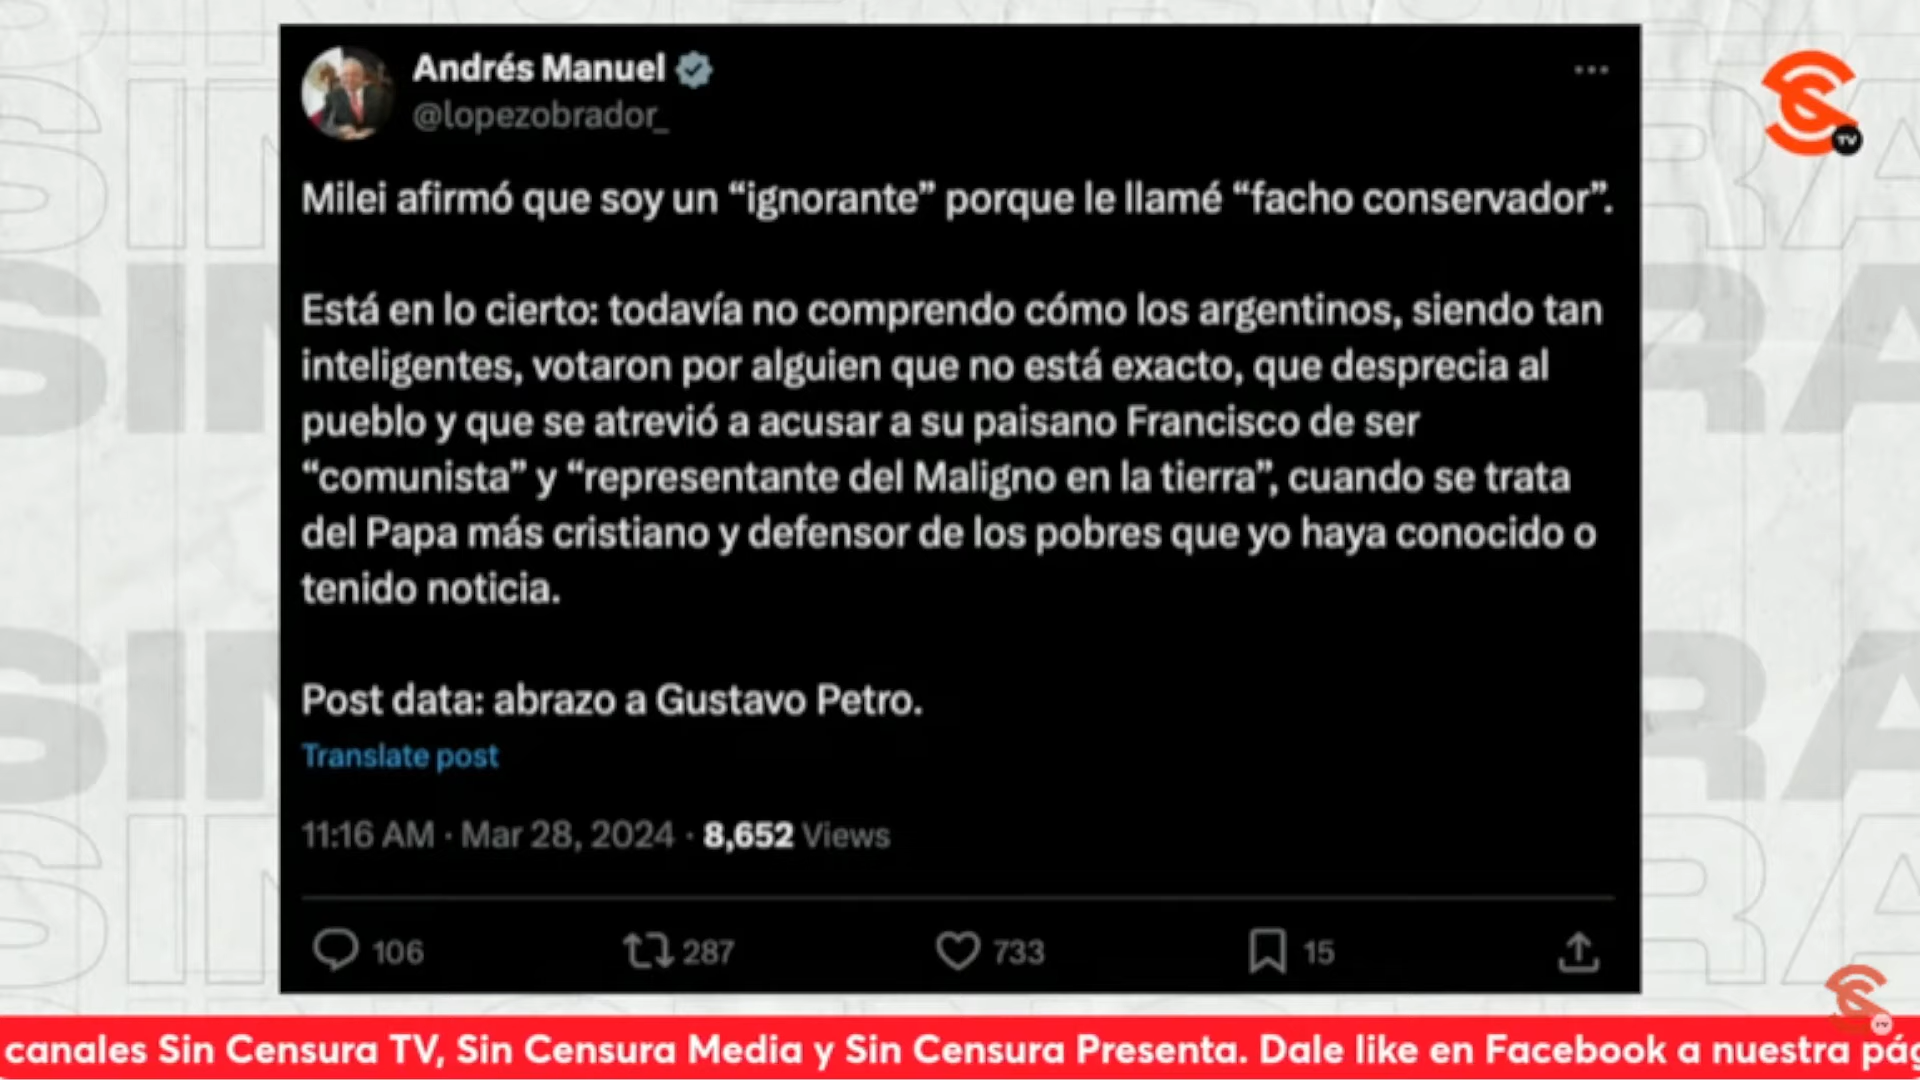 Andrés Manuel
@lopezobrador_
Milei afirmó que soy un “ignorante” porque le llamé “facho conservador”.
Está en lo cierto: todavía no comprendo cómo los argentinos, siendo tan
inteligentes, votaron por alguien que no está exacto, que desprecia al
pueblo y que se atrevió a acusar a su paisano Francisco de ser
“comunista” y “representante del Maligno en la tierra”, cuando se trata
del Papa más cristiano y defensor de los pobres que yo haya conocido o
tenido noticia.
Post data: abrazo a Gustavo Petro.
Translate post
11:16 AM · Mar 28, 2024 · 8,652 Views
106 287 733 15
TV
canales Sin Censura TV, Sin Censura Media y Sin Censura Presenta. Dale like en Facebook a nuestra